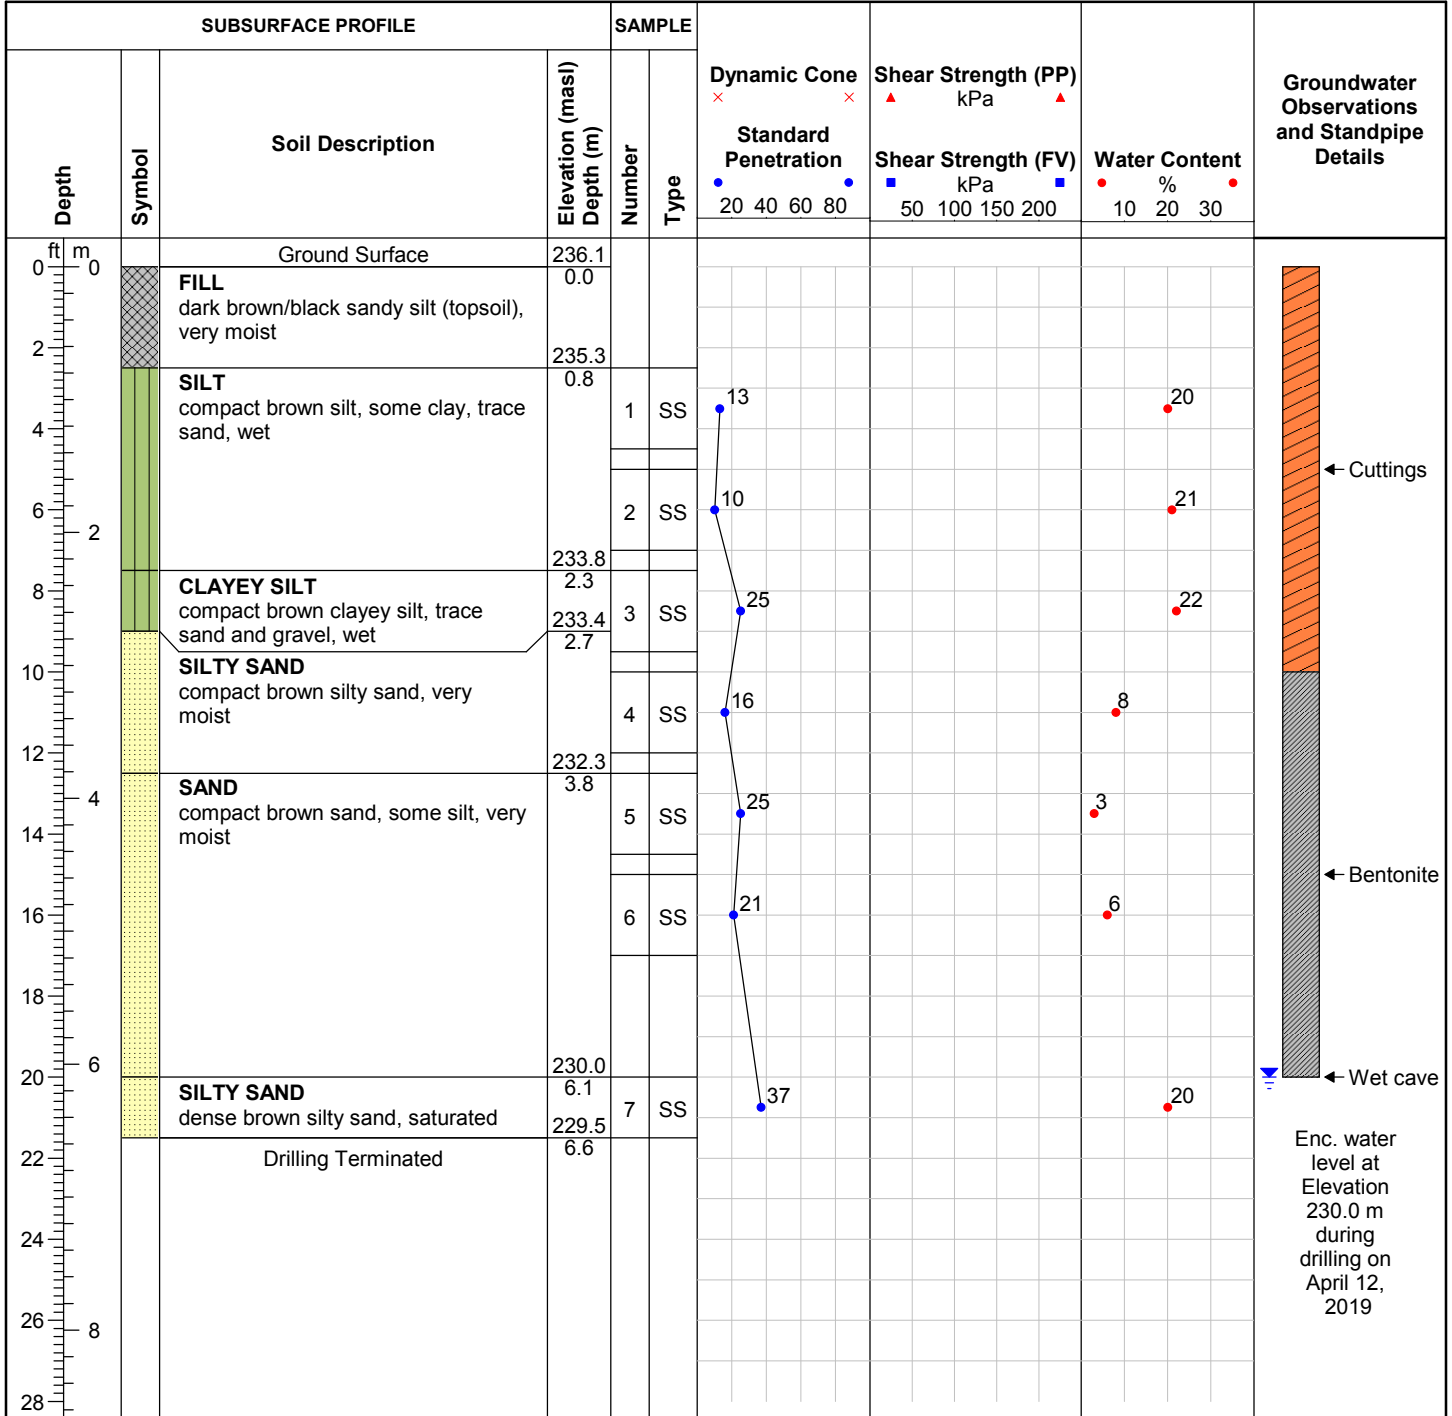 SUBSURFACE PROFILE
SAMPLE
Depth
Symbol
Soil Description
Elevation (masl)
Depth (m)
Number
Type
Dynamic Cone
Standard
Penetration
20 40 60 80
Shear Strength (PP)
kPa
Shear Strength (FV)
kPa
50 100 150 200
Water Content
%
10 20 30
Groundwater
Observations
and Standpipe
Details
ft m
Ground Surface
236.1
0 0
0.0
FILL
dark brown/black sandy silt (topsoil),
very moist
2
235.3
SILT
0.8
compact brown silt, some clay, trace
sand, wet
1 SS
13
20
4
Cuttings
6
2 SS
10
21
2
233.8
CLAYEY SILT
2.3
8
compact brown clayey silt, trace
sand and gravel, wet
233.4
3 SS
25
22
2.7
SILTY SAND
10
compact brown silty sand, very
moist
4 SS
16
8
12
232.3
SAND
3.8
4
compact brown sand, some silt, very
moist
5 SS
25
3
14
Bentonite
16
6 SS
21
6
18
6
230.0
20
Wet cave
SILTY SAND
6.1
dense brown silty sand, saturated
7 SS
37
20
229.5
22
Drilling Terminated
6.6
Enc. water
level at
Elevation
230.0 m
during
drilling on
April 12,
2019
24
26
8
28